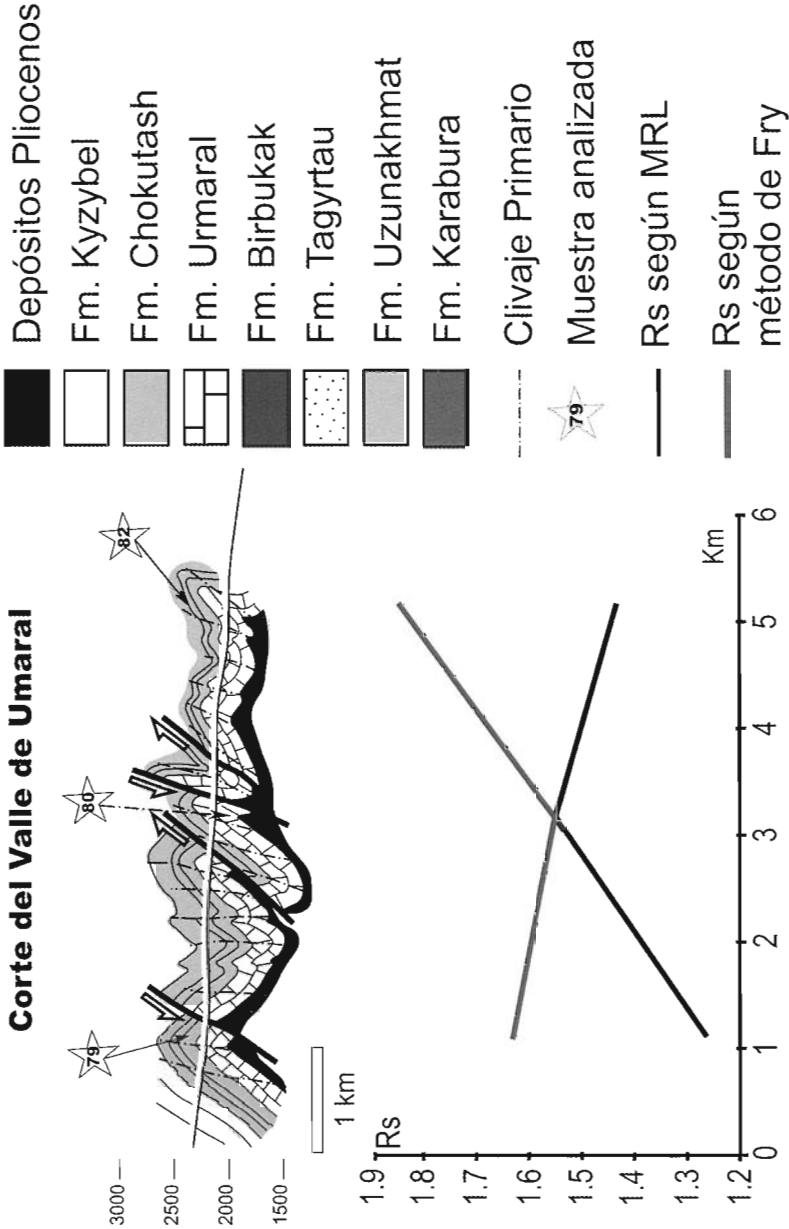 Corte del Valle de Umaral
79
80
82
3000
2500
2000
1500
1 km
Rs
1.9
1.8
1.7
1.6
1.5
1.4
1.3
1.2
0
1
2
3
4
5
6
Km
Depósitos Pliocenos
Fm. Kyzybel
Fm. Chokutash
Fm. Urmaral
Fm. Birbukak
Fm. Tagyrtau
Fm. Uzunakhmat
Fm. Karabura
Clivaje Primario
79
Muestra analizada
Rs según MRL
Rs según
método de Fry